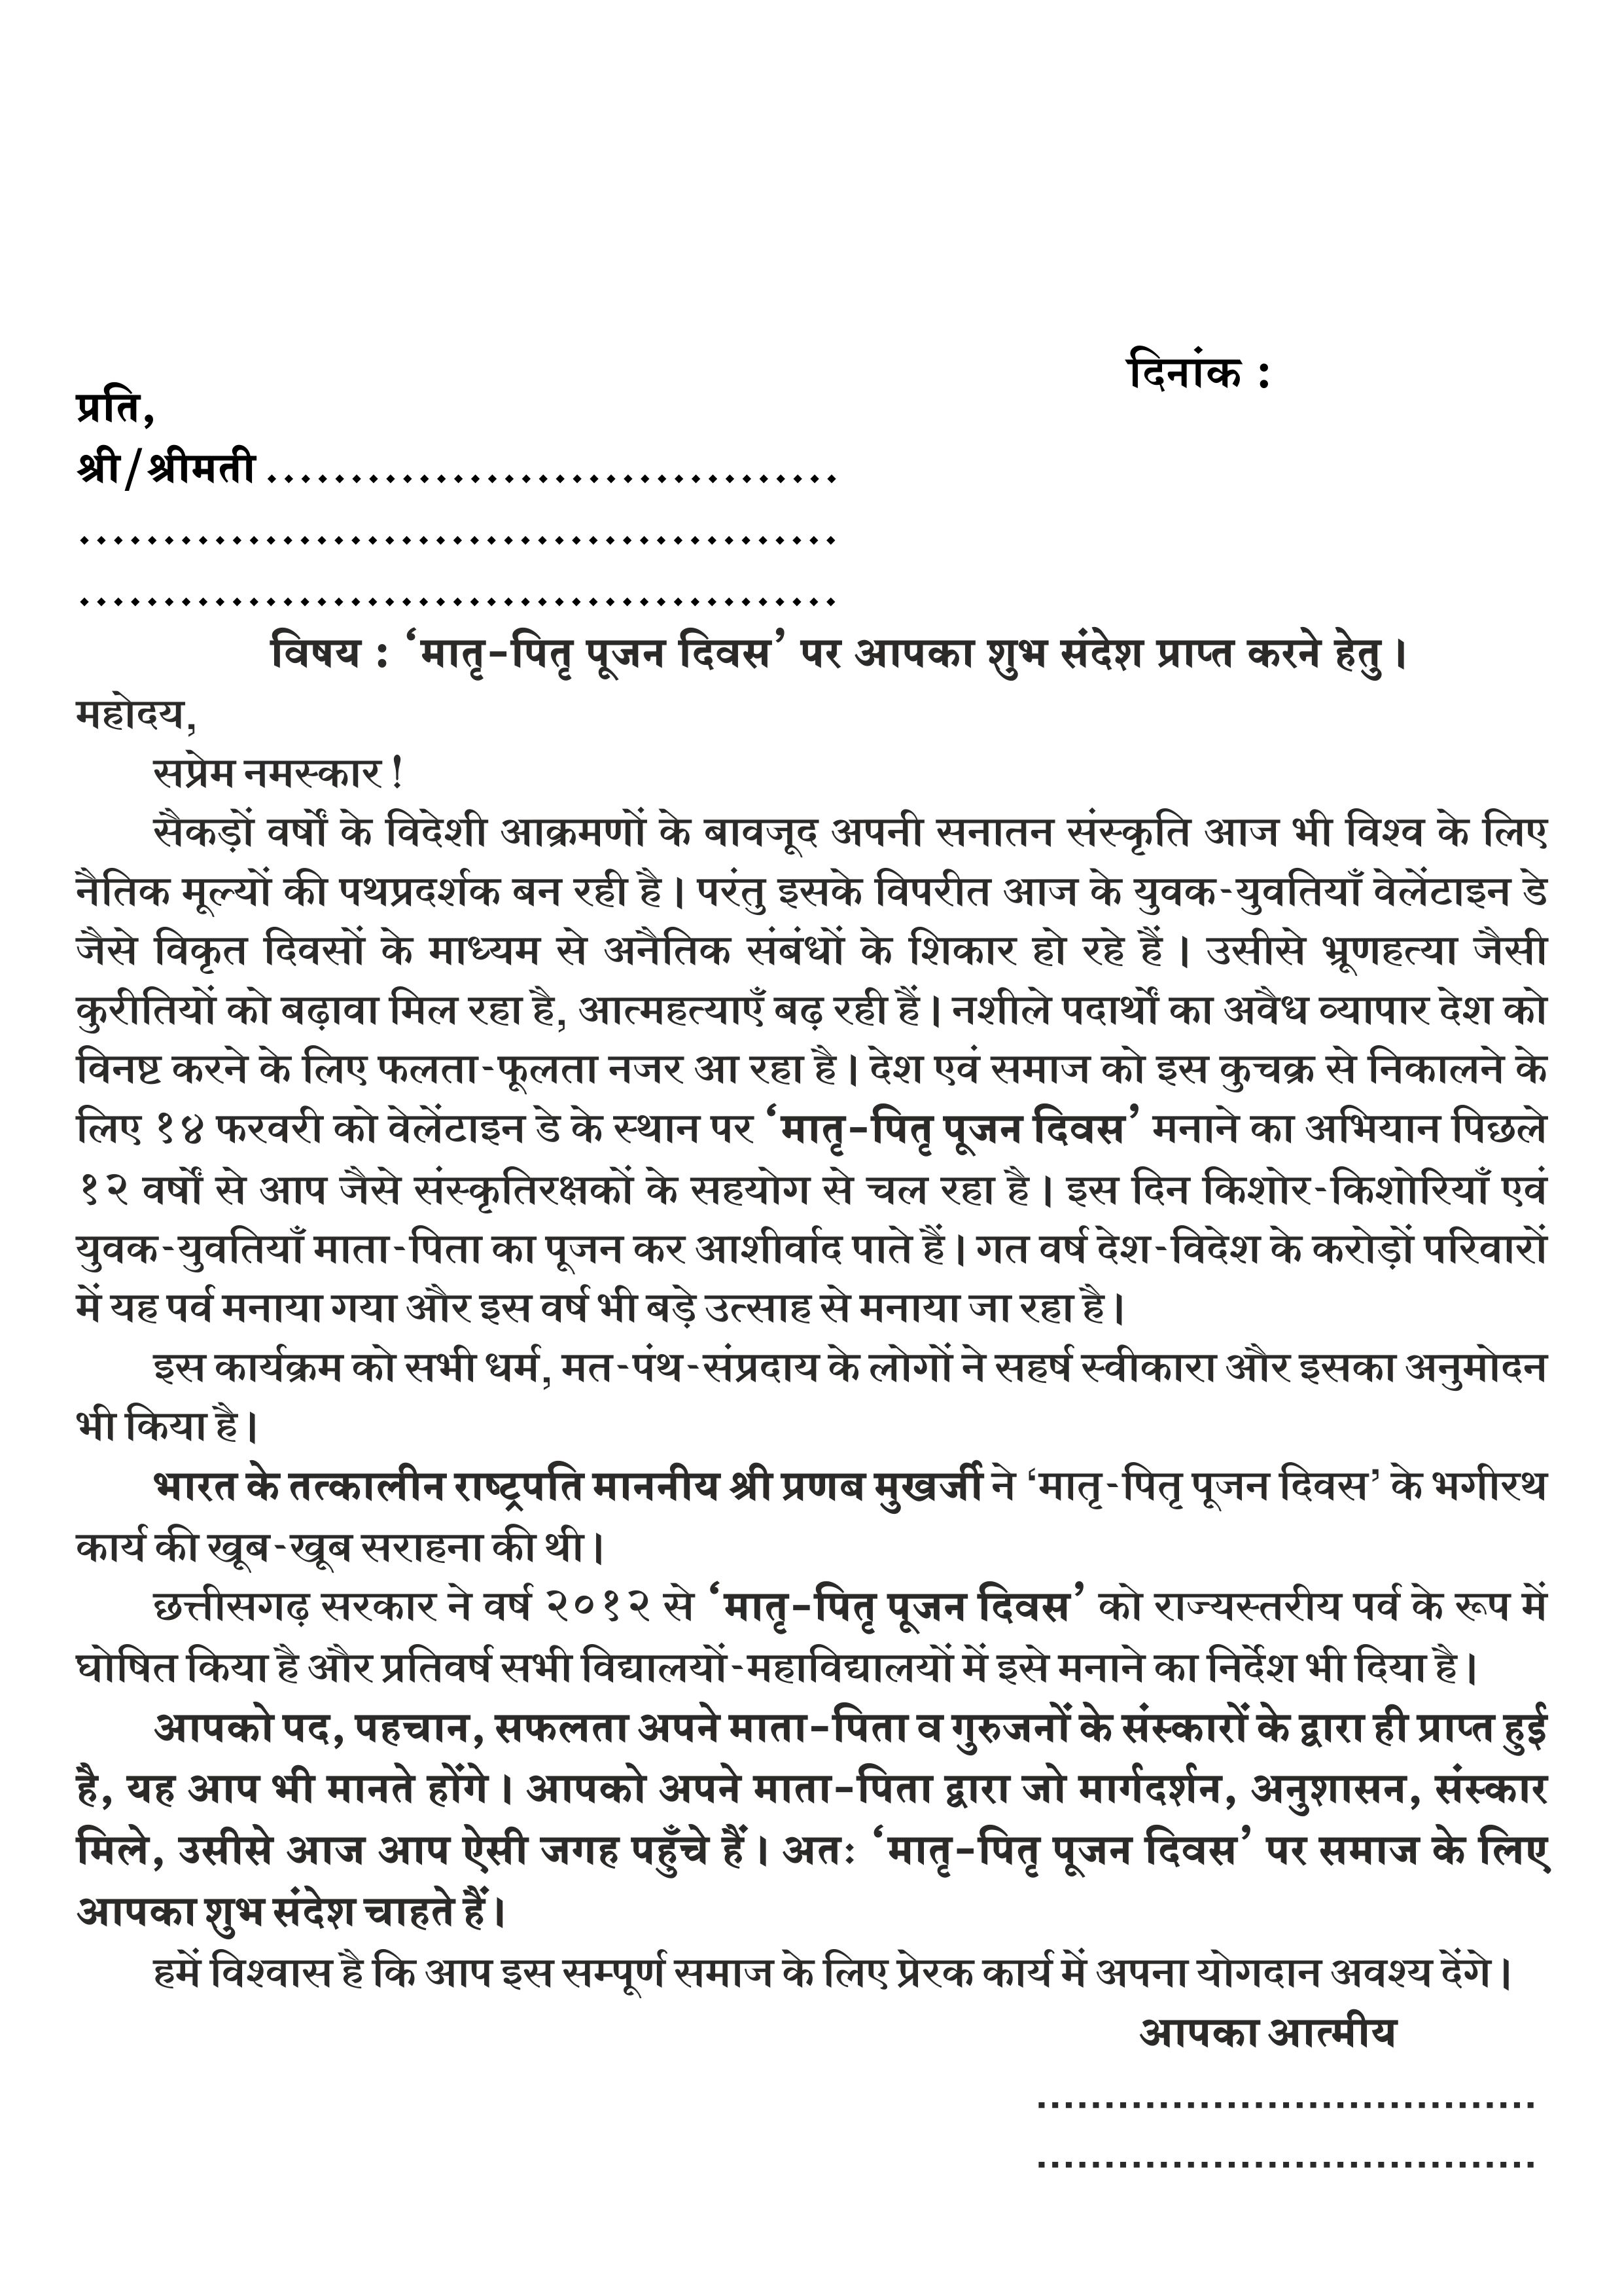 दिनांक :
प्रति,
श्री/श्रीमती ..................................
.............................................
.............................................
विषय : ‘मातृ-पितृ पूजन दिवस’ पर आपका शुभ संदेश प्राप्त करने हेतु।
महोदय,
सप्रेम नमस्कार !
सैकड़ों वर्षों के विदेशी आक्रमणों के बावजूद अपनी सनातन संस्कृति आज भी विश्व के लिए
नैतिक मूल्यों की पथप्रदर्शक बन रही है। परंतु इसके विपरीत आज के युवक-युवतियाँ वेलेंटाइन डे
जैसे विकृत दिवसों के माध्यम से अनैतिक संबंधों के शिकार हो रहे हैं। उसीसे भ्रूणहत्या जैसी
कुरीतियों को बढ़ावा मिल रहा है, आत्महत्याएँ बढ़ रही हैं। नशीले पदार्थों का अवैध व्यापार देश को
विनष्ट करने के लिए फलता-फूलता नजर आ रहा है। देश एवं समाज को इस कुचक्र से निकालने के
लिए १४ फरवरी को वेलेंटाइन डे के स्थान पर ‘मातृ-पितृ पूजन दिवस’ मनाने का अभियान पिछले
१२ वर्षों से आप जैसे संस्कृतिरक्षकों के सहयोग से चल रहा है। इस दिन किशोर-किशोरियाँ एवं
युवक-युवतियाँ माता-पिता का पूजन कर आशीर्वाद पाते हैं। गत वर्ष देश-विदेश के करोड़ों परिवारों
में यह पर्व मनाया गया और इस वर्ष भी बड़े उत्साह से मनाया जा रहा है।
इस कार्यक्रम को सभी धर्म, मत-पंथ-संप्रदाय के लोगों ने सहर्ष स्वीकारा और इसका अनुमोदन
भी किया है।
भारत के तत्कालीन राष्ट्रपति माननीय श्री प्रणब मुखर्जी ने ‘मातृ-पितृ पूजन दिवस’ के भगीरथ
कार्य की खूब-खूब सराहना की थी।
छत्तीसगढ़ सरकार ने वर्ष २०१२ से ‘मातृ-पितृ पूजन दिवस’ को राज्यस्तरीय पर्व के रूप में
घोषित किया है और प्रतिवर्ष सभी विद्यालयों-महाविद्यालयों में इसे मनाने का निर्देश भी दिया है।
आपको पद, पहचान, सफलता अपने माता-पिता व गुरुजनों के संस्कारों के द्वारा ही प्राप्त हुई
है, यह आप भी मानते होंगे। आपको अपने माता-पिता द्वारा जो मार्गदर्शन, अनुशासन, संस्कार
मिले, उसीसे आज आप ऐसी जगह पहुँचे हैं। अतः ‘मातृ-पितृ पूजन दिवस’ पर समाज के लिए
आपका शुभ संदेश चाहते हैं।
हमें विश्वास है कि आप इस सम्पूर्ण समाज के लिए प्रेरक कार्य में अपना योगदान अवश्य देंगे।
आपका आत्मीय
.....................................
.....................................